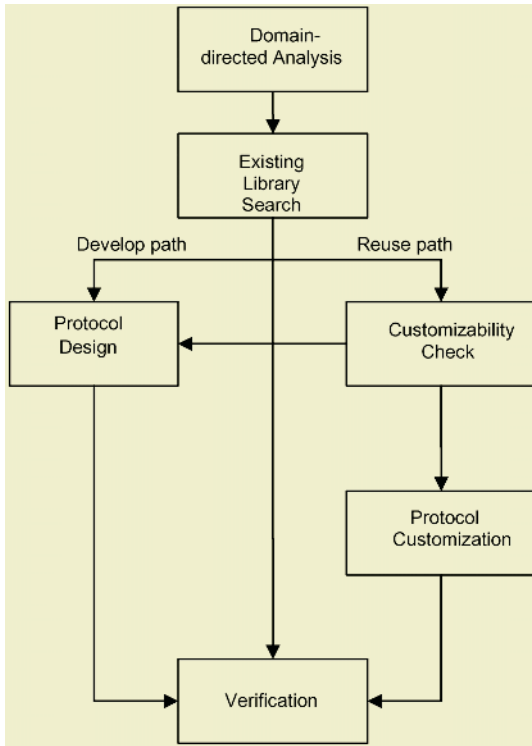 Domain-
directed Analysis
Existing
Library
Search
Develop path
Reuse path
Protocol
Design
Customizability
Check
Protocol
Customization
Verification